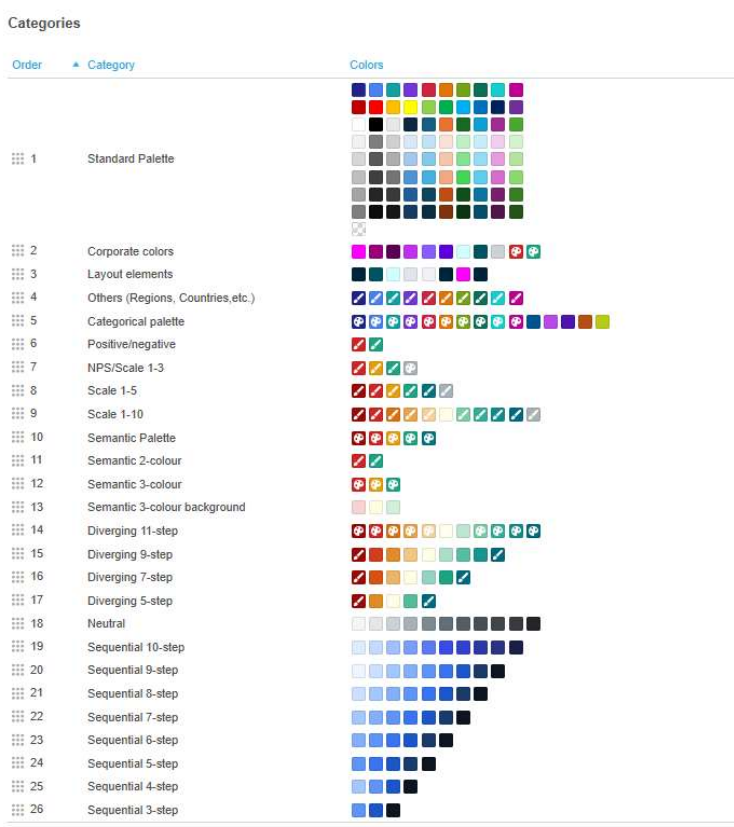 Categories
Order Category Colors
1 Standard Palette
2 Corporate colors
3 Layout elements
4 Others (Regions, Countries,etc.)
5 Categorical palette
6 Positive/negative
7 NPS/Scale 1-3
8 Scale 1-5
9 Scale 1-10
10 Semantic Palette
11 Semantic 2-colour
12 Semantic 3-colour
13 Semantic 3-colour background
14 Diverging 11-step
15 Diverging 9-step
16 Diverging 7-step
17 Diverging 5-step
18 Neutral
19 Sequential 10-step
20 Sequential 9-step
21 Sequential 8-step
22 Sequential 7-step
23 Sequential 6-step
24 Sequential 5-step
25 Sequential 4-step
26 Sequential 3-step